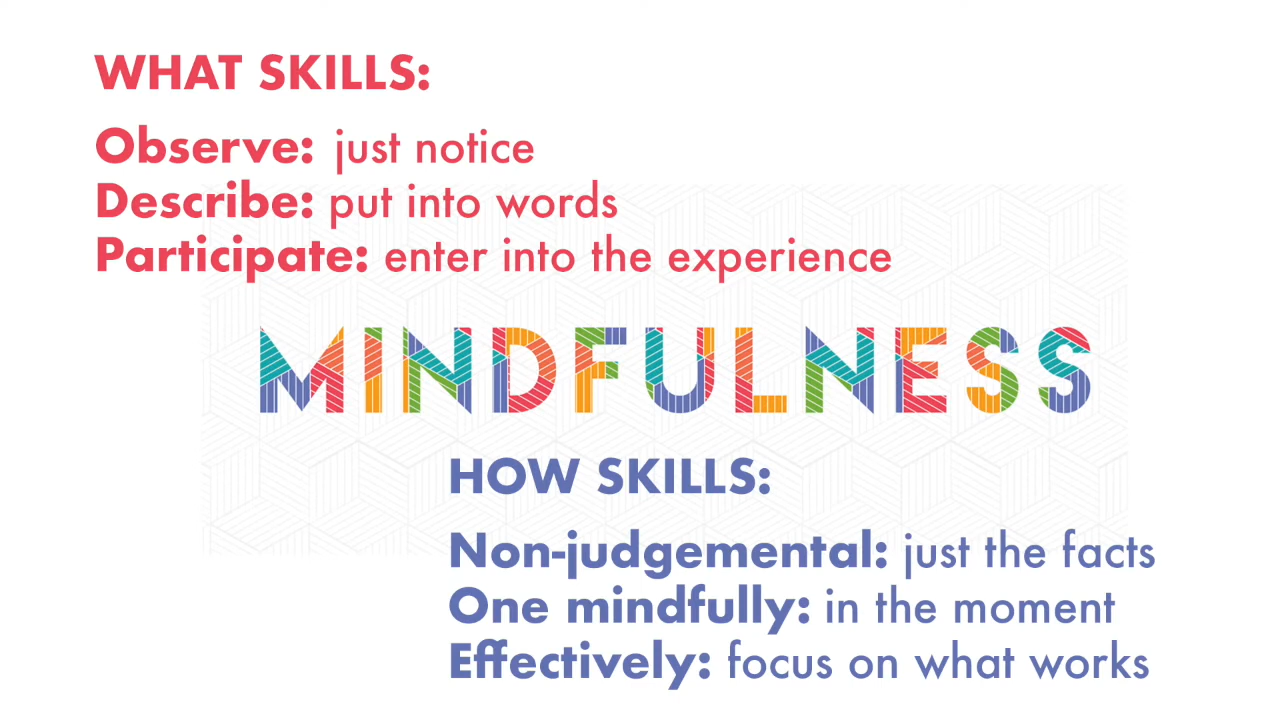 WHAT SKILLS:
Observe: just notice
Describe: put into words
Participate: enter into the experience
MINDFULNESS
HOW SKILLS:
Non-judgemental: just the facts
One mindfully: in the moment
Effectively: focus on what works